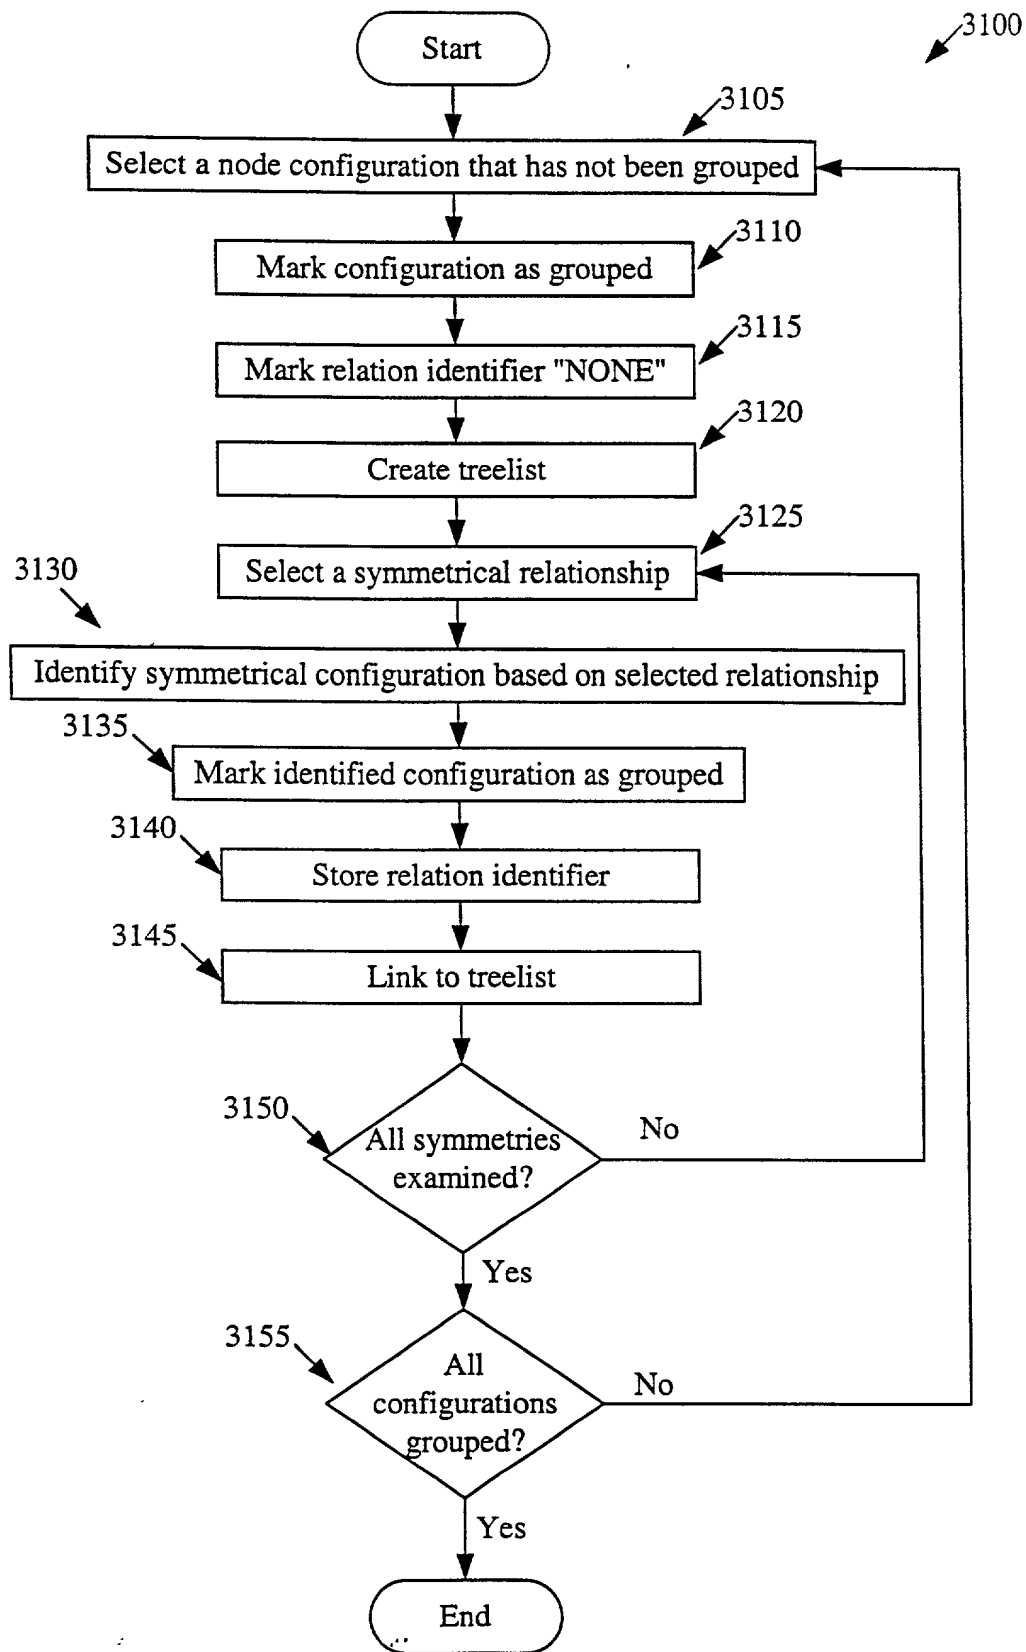 3100
Start
3105
Select a node configuration that has not been grouped
3110
Mark configuration as grouped
3115
Mark relation identifier "NONE"
3120
Create treelist
3125
Select a symmetrical relationship
3130
Identify symmetrical configuration based on selected relationship
3135
Mark identified configuration as grouped
3140
Store relation identifier
3145
Link to treelist
3150
All symmetries
examined?
No
Yes
3155
All
configurations
grouped?
No
Yes
End